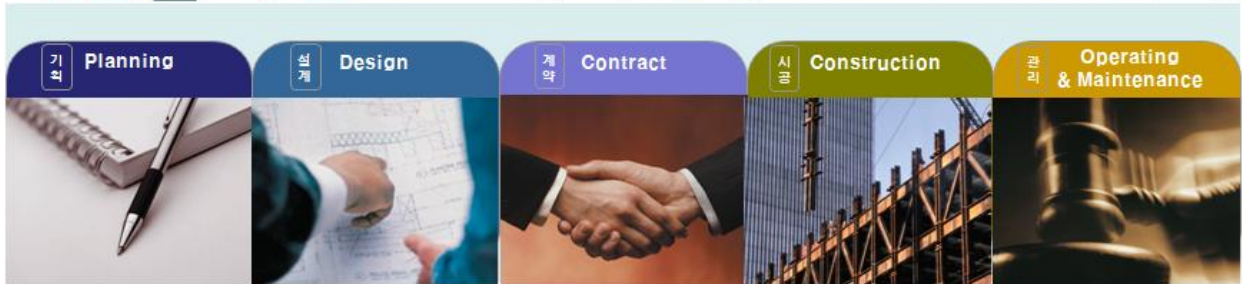 기획 Planning
설계 Design
계약 Contract
시공 Construction
관리 Operating
& Maintenance